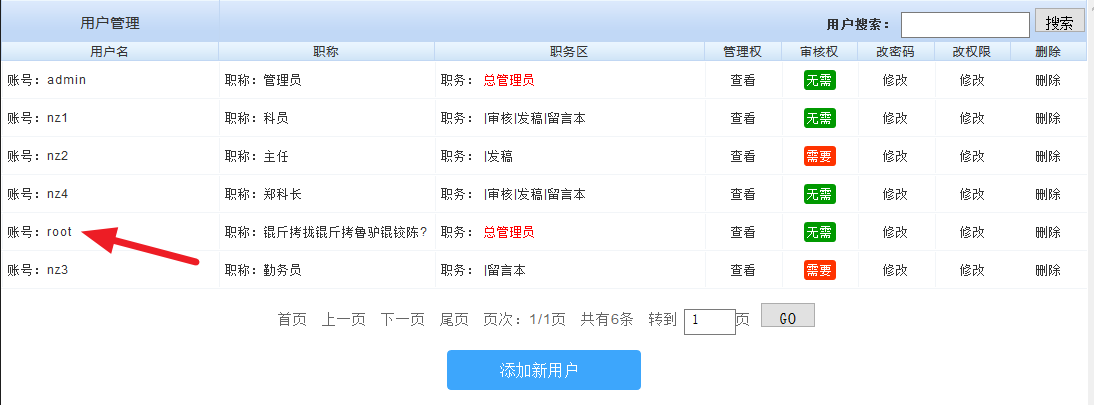 用户管理 用户搜索： 搜索
用户名 职称 职务区 管理权 审核权 改密码 改权限 删除
账号：admin 职称：管理员 职务： 总管理员 查看 无需 修改 修改 删除
账号：nz1 职称：科员 职务： |审核|发稿|留言本 查看 无需 修改 修改 删除
账号：nz2 职称：主任 职务： |发稿 查看 需要 修改 修改 删除
账号：nz4 职称：郑科长 职务： |审核|发稿|留言本 查看 无需 修改 修改 删除
账号：root 职称：锟斤拷拢锟斤拷鲁驴锟铰陈? 职务： 总管理员 查看 无需 修改 修改 删除
账号：nz3 职称：勤务员 职务： |留言本 查看 需要 修改 修改 删除
首页 上一页 下一页 尾页 页次：1/1页 共有6条 转到 1 页 GO
添加新用户